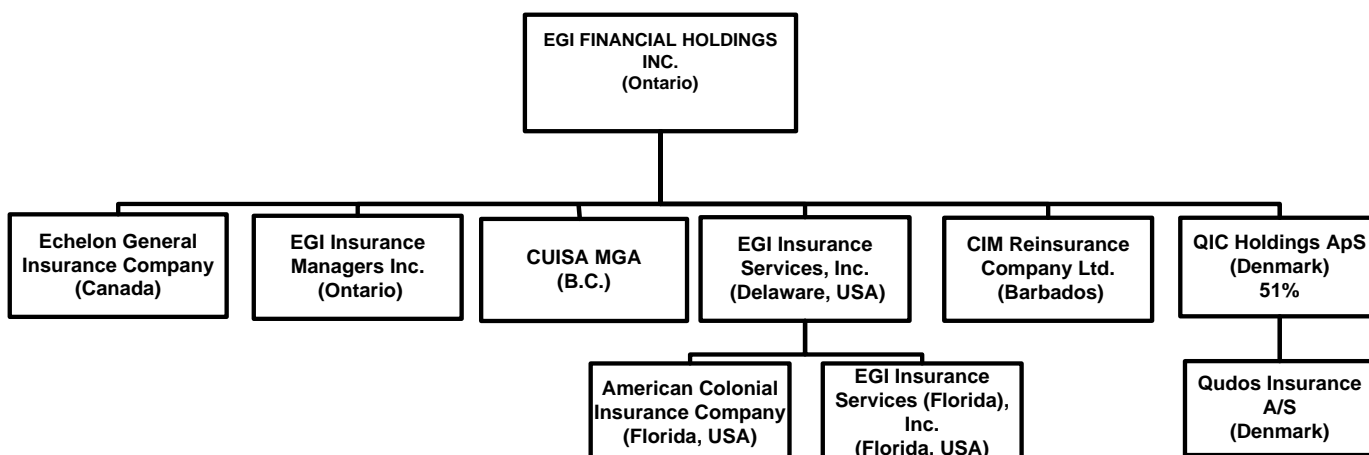 EGI FINANCIAL HOLDINGS
INC.
(Ontario)
Echelon General
Insurance Company
(Canada)
EGI Insurance
Managers Inc.
(Ontario)
CUISA MGA
(B.C.)
EGI Insurance
Services, Inc.
(Delaware, USA)
CIM Reinsurance
Company Ltd.
(Barbados)
QIC Holdings ApS
(Denmark)
51%
American Colonial
Insurance Company
(Florida, USA)
EGI Insurance
Services (Florida),
Inc.
(Florida, USA)
Qudos Insurance
A/S
(Denmark)